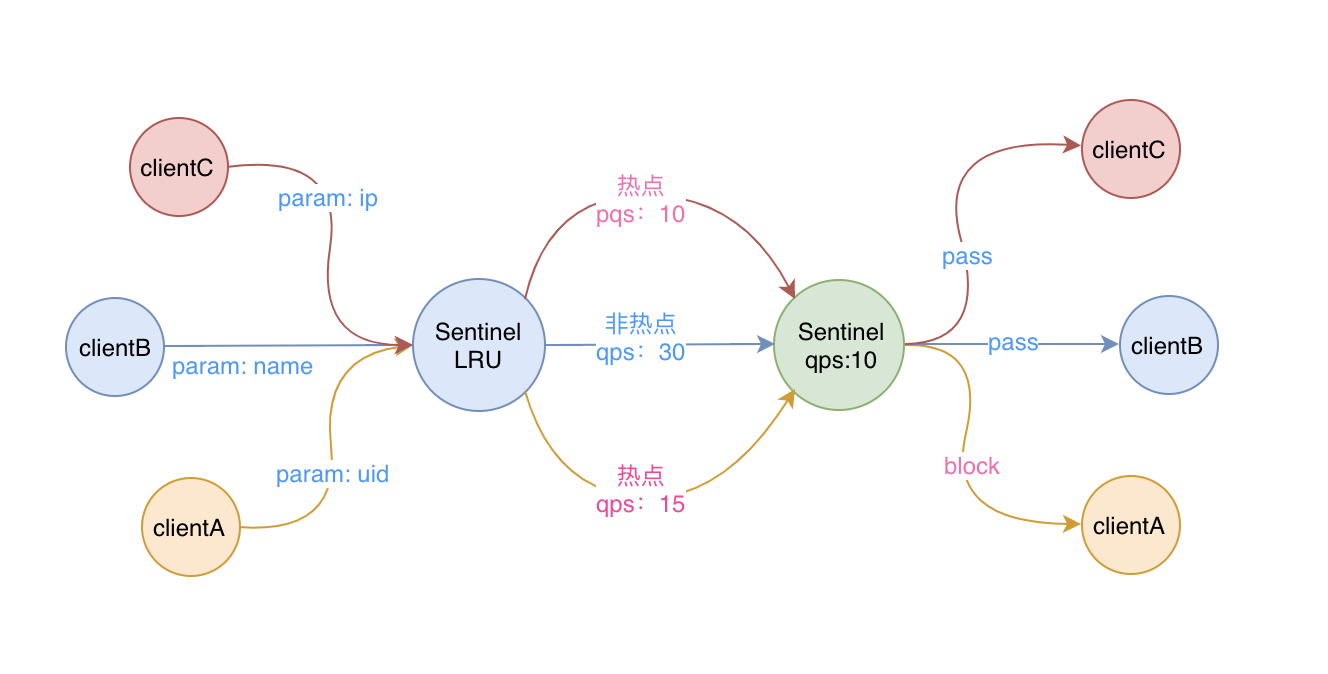 clientC
param: ip
clientB
param: name
clientA
param: uid
Sentinel
LRU
热点
pqs：10
非热点
qps：30
热点
qps：15
Sentinel
qps:10
pass
clientC
pass
clientB
block
clientA